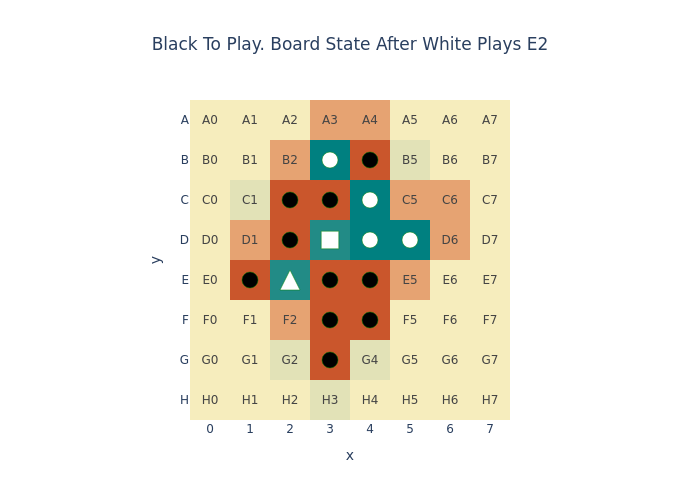 Black To Play. Board State After White Plays E2
A A0 A1 A2 A3 A4 A5 A6 A7
B B0 B1 B2 B5 B6 B7
C C0 C1 C5 C6 C7
D D0 D1 D6 D7
y
E E0 E5 E6 E7
F F0 F1 F2 F5 F6 F7
G G0 G1 G2 G4 G5 G6 G7
H H0 H1 H2 H3 H4 H5 H6 H7
0 1 2 3 4 5 6 7
x